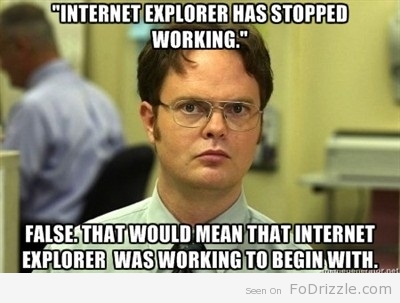 "INTERNET EXPLORER HAS STOPPED
WORKING."
FALSE. THAT WOULD MEAN THAT INTERNET
EXPLORER WAS WORKING TO BEGIN WITH.
Seen On FoDrizzle.com